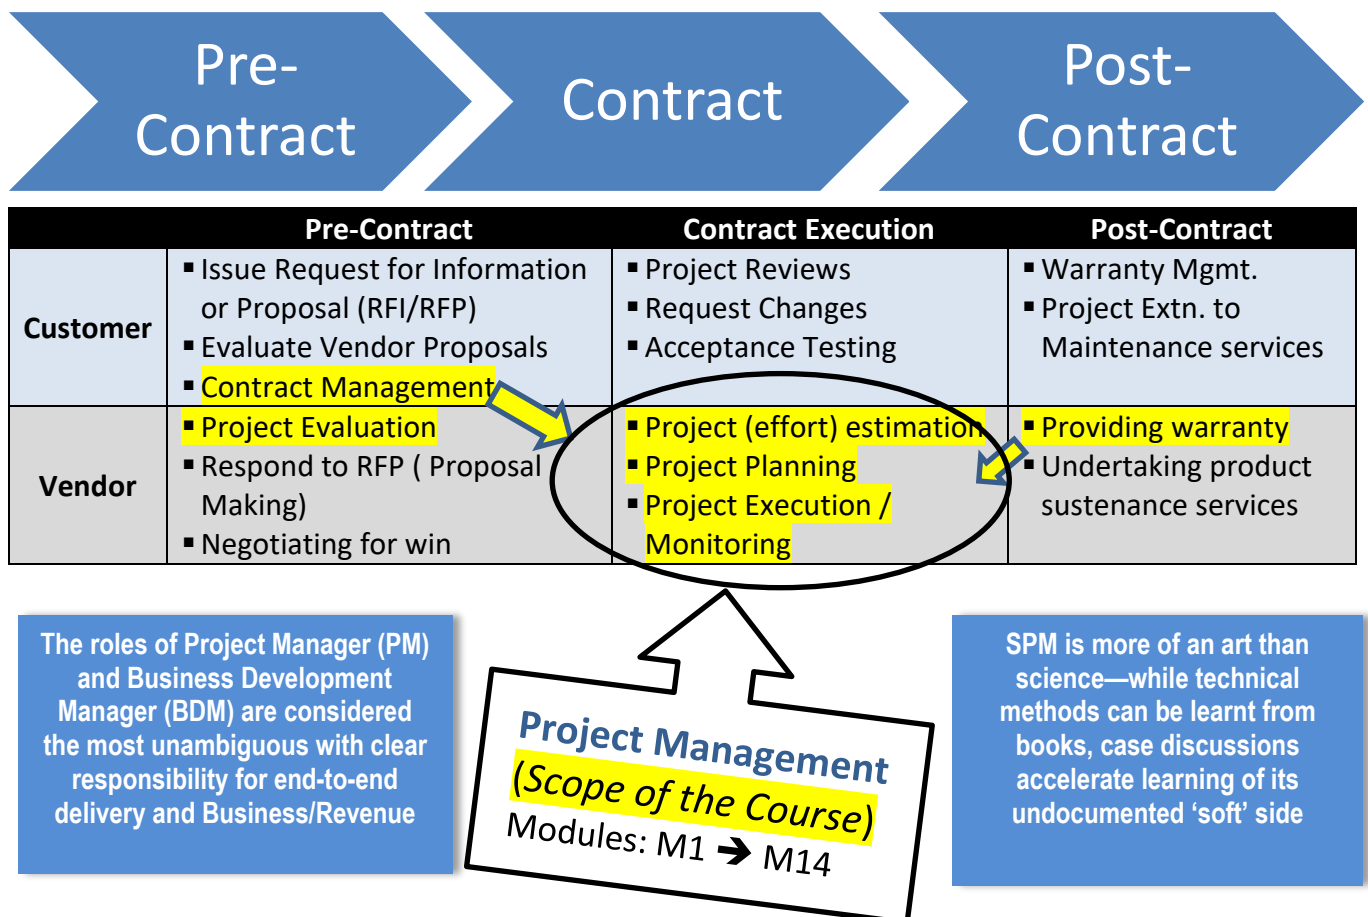 Pre-
Contract
Contract
Post-
Contract
Pre-Contract
Contract Execution
Post-Contract
Customer
▪ Issue Request for Information
or Proposal (RFI/RFP)
▪ Evaluate Vendor Proposals
▪ Contract Management
▪ Project Reviews
▪ Request Changes
▪ Acceptance Testing
▪ Warranty Mgmt.
▪ Project Extn. to
Maintenance services
Vendor
▪ Project Evaluation
▪ Respond to RFP ( Proposal
Making)
▪ Negotiating for win
▪ Project (effort) estimation
▪ Project Planning
▪ Project Execution /
Monitoring
▪ Providing warranty
▪ Undertaking product
sustenance services
The roles of Project Manager (PM)
and Business Development
Manager (BDM) are considered
the most unambiguous with clear
responsibility for end-to-end
delivery and Business/Revenue
Project Management
(Scope of the Course)
Modules: M1 ➔ M14
SPM is more of an art than
science—while technical
methods can be learnt from
books, case discussions
accelerate learning of its
undocumented ‘soft’ side